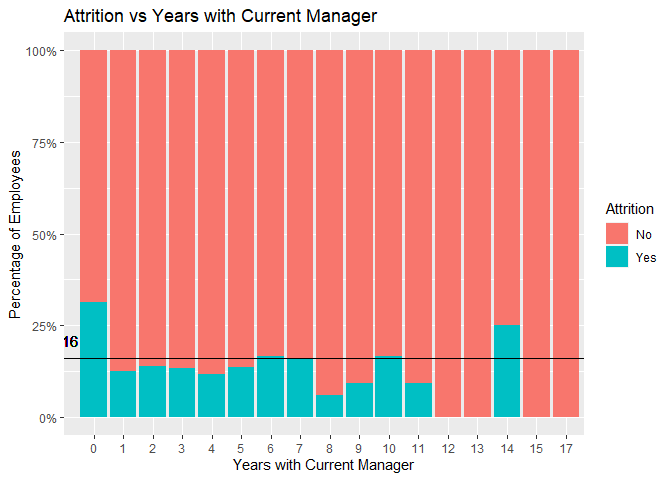 Attrition vs Years with Current Manager
Percentage of Employees
100%
75%
50%
25%
0%
16
0 1 2 3 4 5 6 7 8 9 10 11 12 13 14 15 17
Years with Current Manager
Attrition
No
Yes